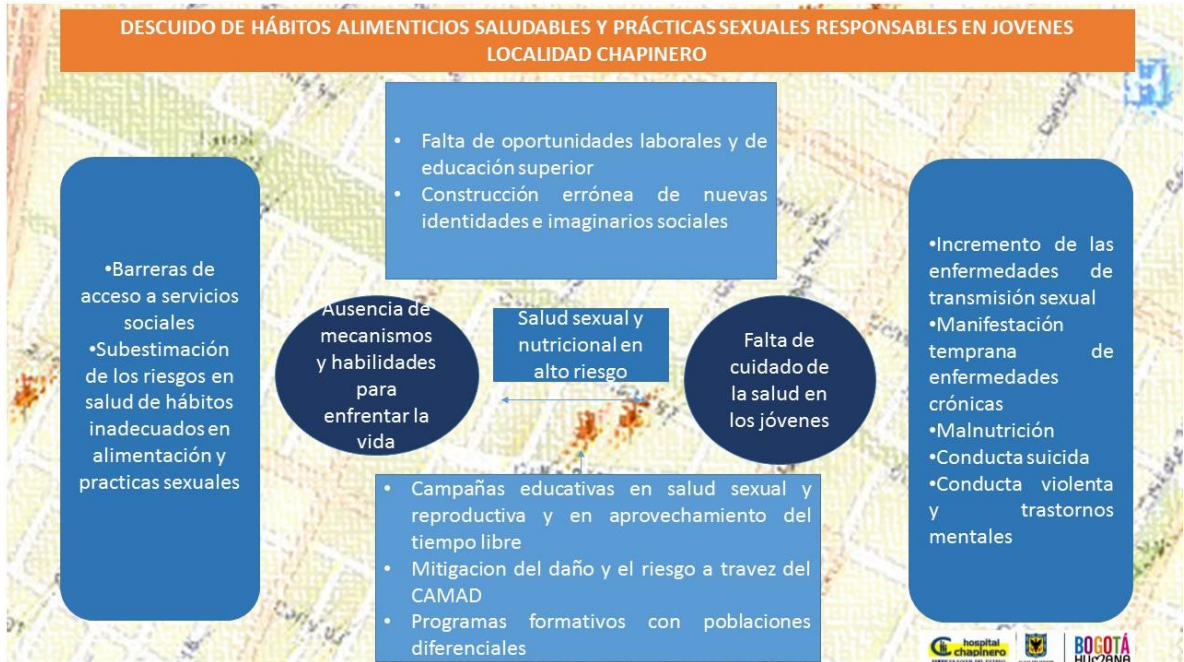 DESCUIDO DE HÁBITOS ALIMENTICIOS SALUDABLES Y PRÁCTICAS SEXUALES RESPONSABLES EN JOVENES
LOCALIDAD CHAPINERO
• Falta de oportunidades laborales y de
educación superior
• Construcción errónea de nuevas
identidades e imaginarios sociales
•Barreras de
acceso a servicios
sociales
•Subestimación
de los riesgos en
salud de hábitos
inadecuados en
alimentación y
practicas sexuales
Ausencia de
mecanismos
y habilidades
para
enfrentar la
vida
Salud sexual y
nutricional en
alto riesgo
Falta de
cuidado de
la salud en
los jóvenes
•Incremento de las
enfermedades de
transmisión sexual
•Manifestación
temprana de
enfermedades
crónicas
•Malnutrición
•Conducta suicida
•Conducta violenta
y trastornos
mentales
• Campañas educativas en salud sexual y
reproductiva y en aprovechamiento del
tiempo libre
• Mitigacion del daño y el riesgo a travez del
CAMAD
• Programas formativos con poblaciones
diferenciales
hospital
chapinero
BOGOTÁ
HUMANA